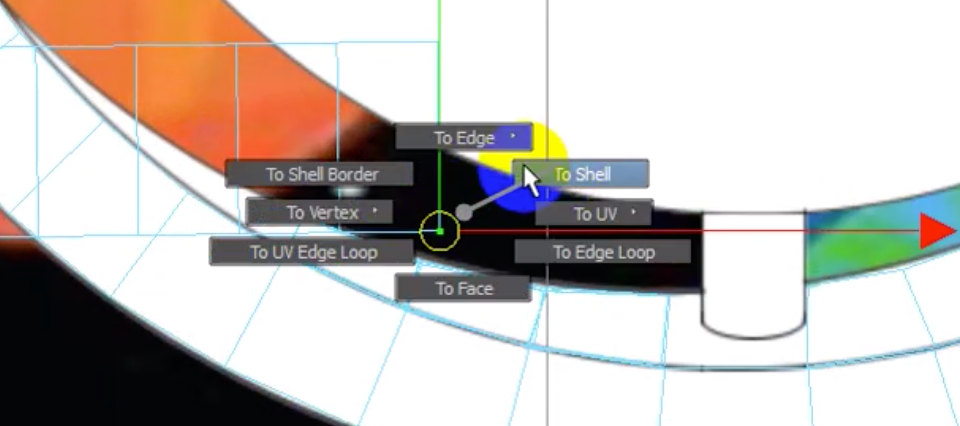 To Edge
To Shell Border
To Shell
To Vertex
To UV
To UV Edge Loop
To Edge Loop
To Face